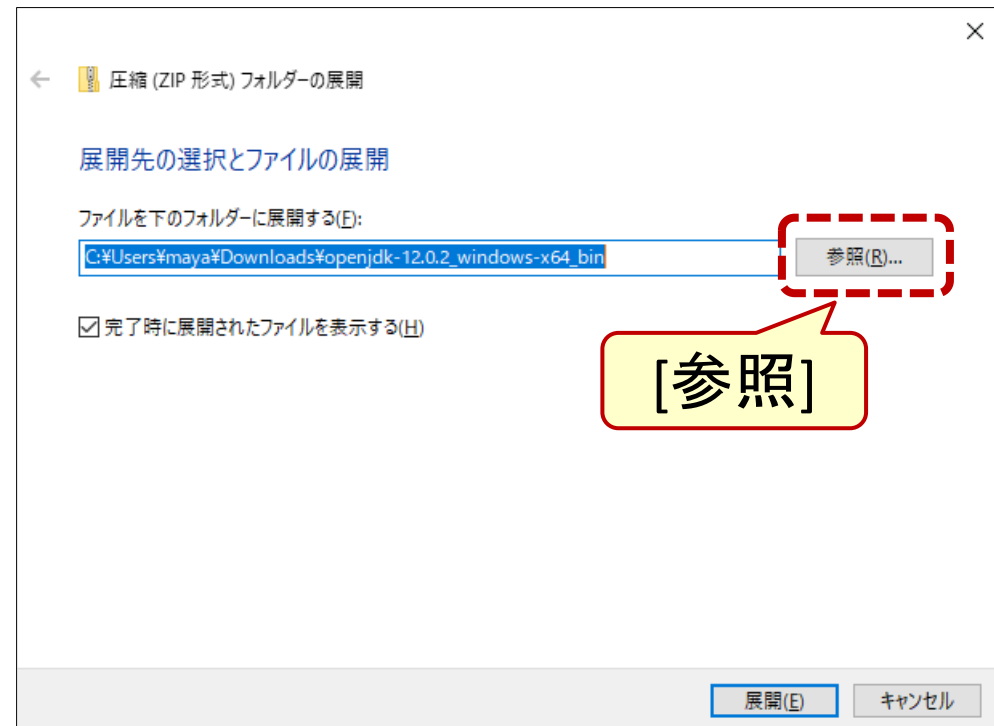 圧縮 (ZIP 形式) フォルダーの展開
展開先の選択とファイルの展開
ファイルを下のフォルダーに展開する(F):
C:¥Users¥maya¥Downloads¥openjdk-12.0.2_windows-x64_bin
参照(R)...
完了時に展開されたファイルを表示する(H)
[参照]
展開(E)
キャンセル